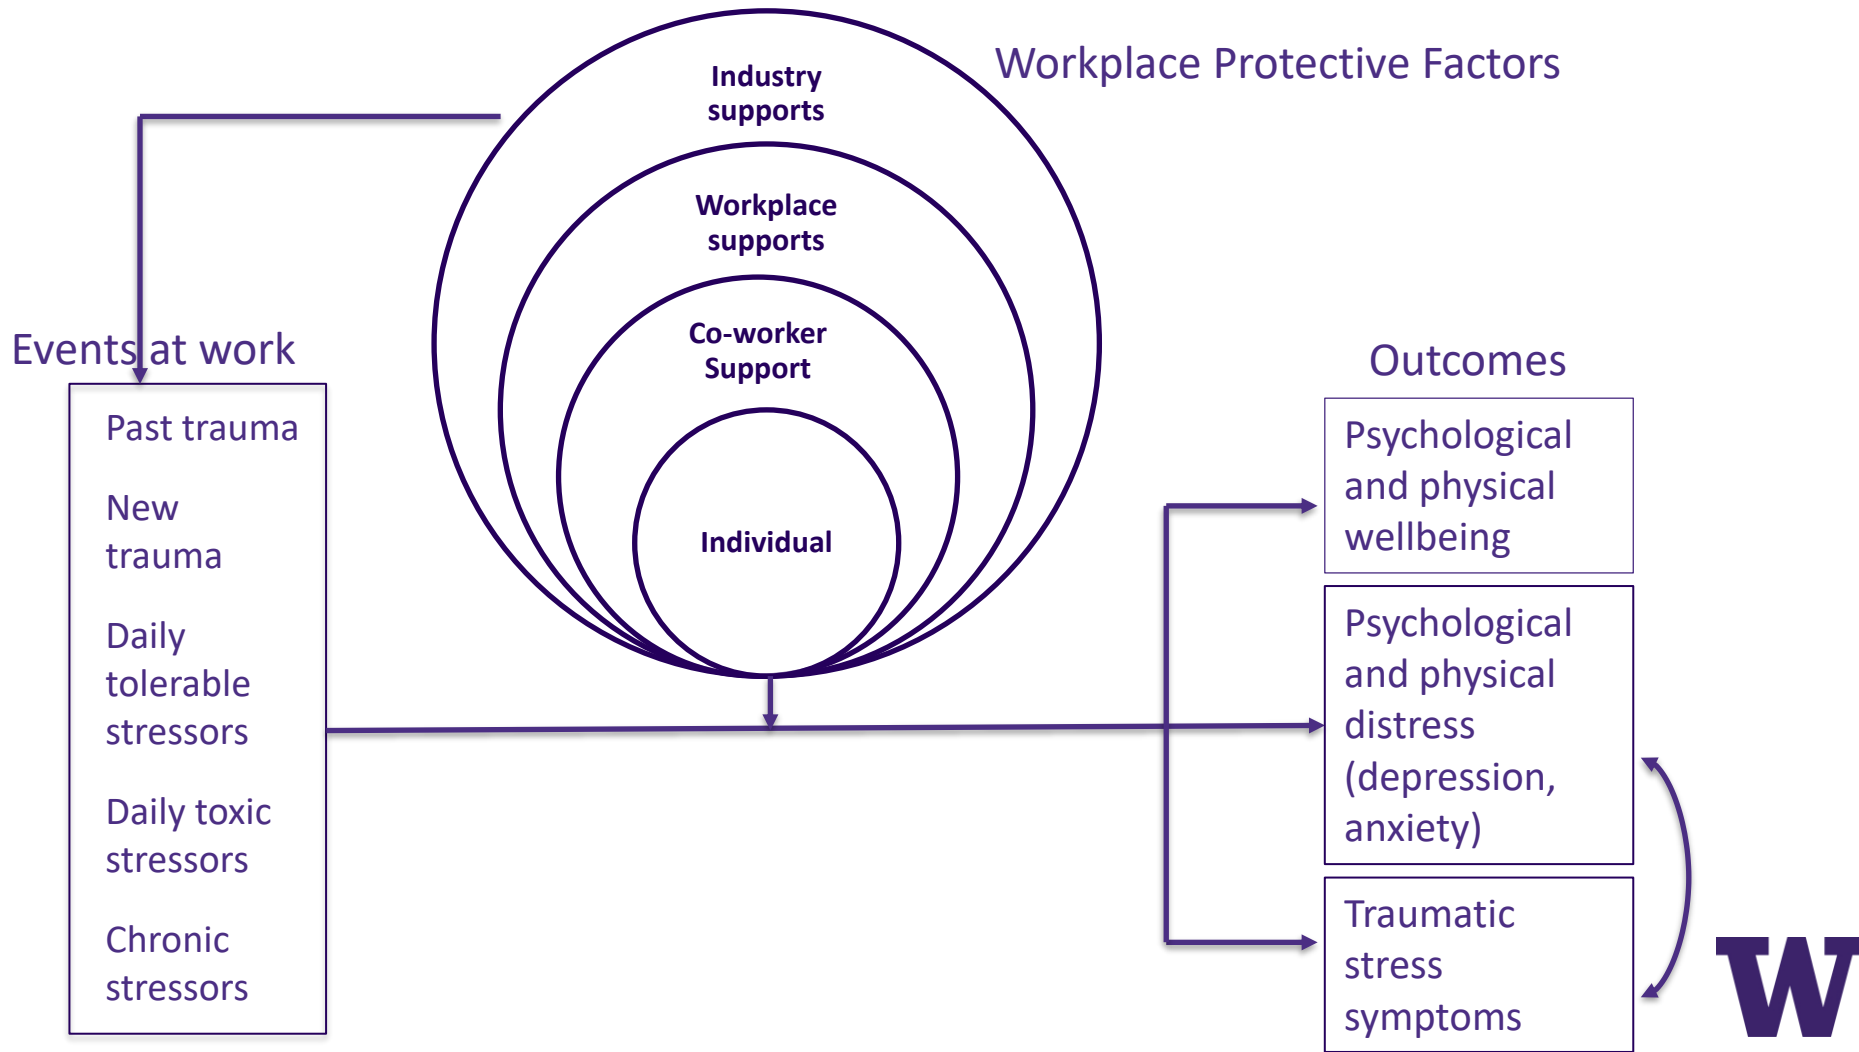 Workplace Protective Factors
Industry
supports
Workplace
supports
Co-worker
Support
Individual
Events at work
Past trauma
New
trauma
Daily
tolerable
stressors
Daily toxic
stressors
Chronic
stressors
Outcomes
Psychological
and physical
wellbeing
Psychological
and physical
distress
(depression,
anxiety)
Traumatic
stress
symptoms
W